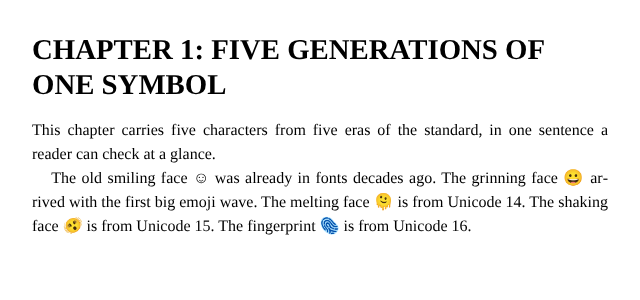 CHAPTER 1: FIVE GENERATIONS OF
ONE SYMBOL
This chapter carries five characters from five eras of the standard, in one sentence a
reader can check at a glance.
The old smiling face ☺ was already in fonts decades ago. The grinning face 😀 ar-
rived with the first big emoji wave. The melting face 🫠 is from Unicode 14. The shaking
face 🫨 is from Unicode 15. The fingerprint 🫆 is from Unicode 16.